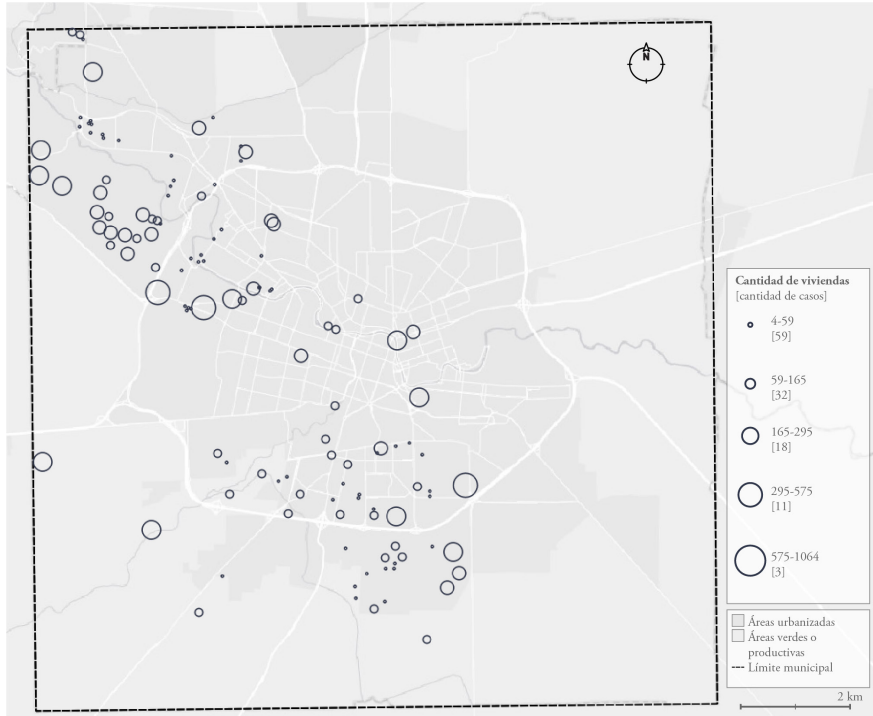 N
Cantidad de viviendas
[cantidad de casos]
4-59
[59]
59-165
[32]
165-295
[18]
295-575
[11]
575-1064
[3]
Áreas urbanizadas
Áreas verdes o
productivas
Límite municipal
2 km